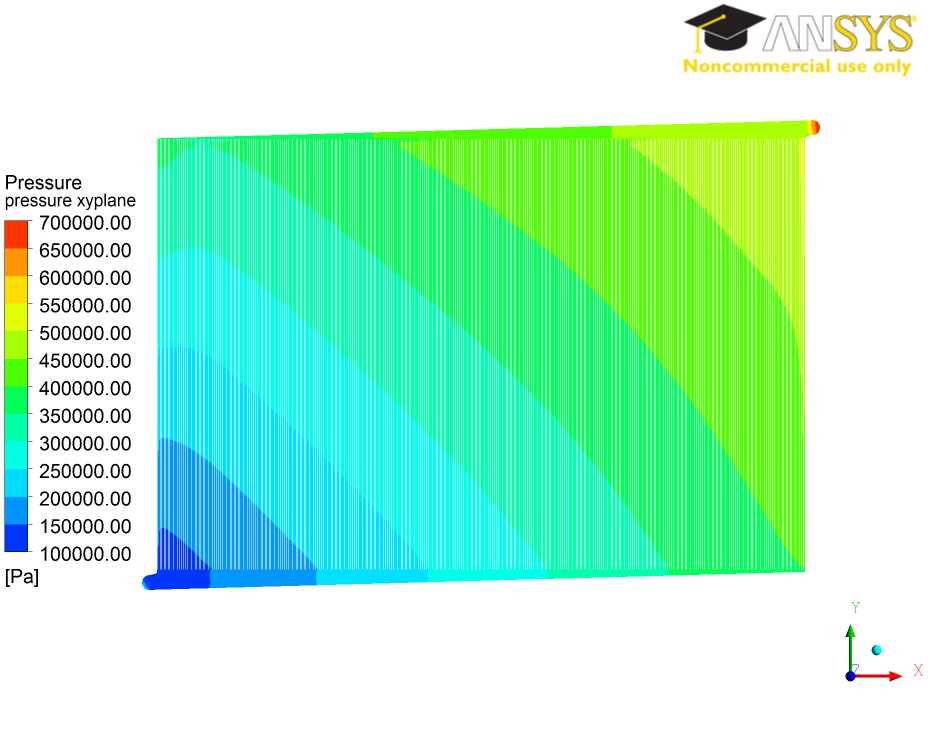 ANSYS
Noncommercial use only
Pressure
pressure xyplane
700000.00
650000.00
600000.00
550000.00
500000.00
450000.00
400000.00
350000.00
300000.00
250000.00
200000.00
150000.00
100000.00
[Pa]
Y
Z
X